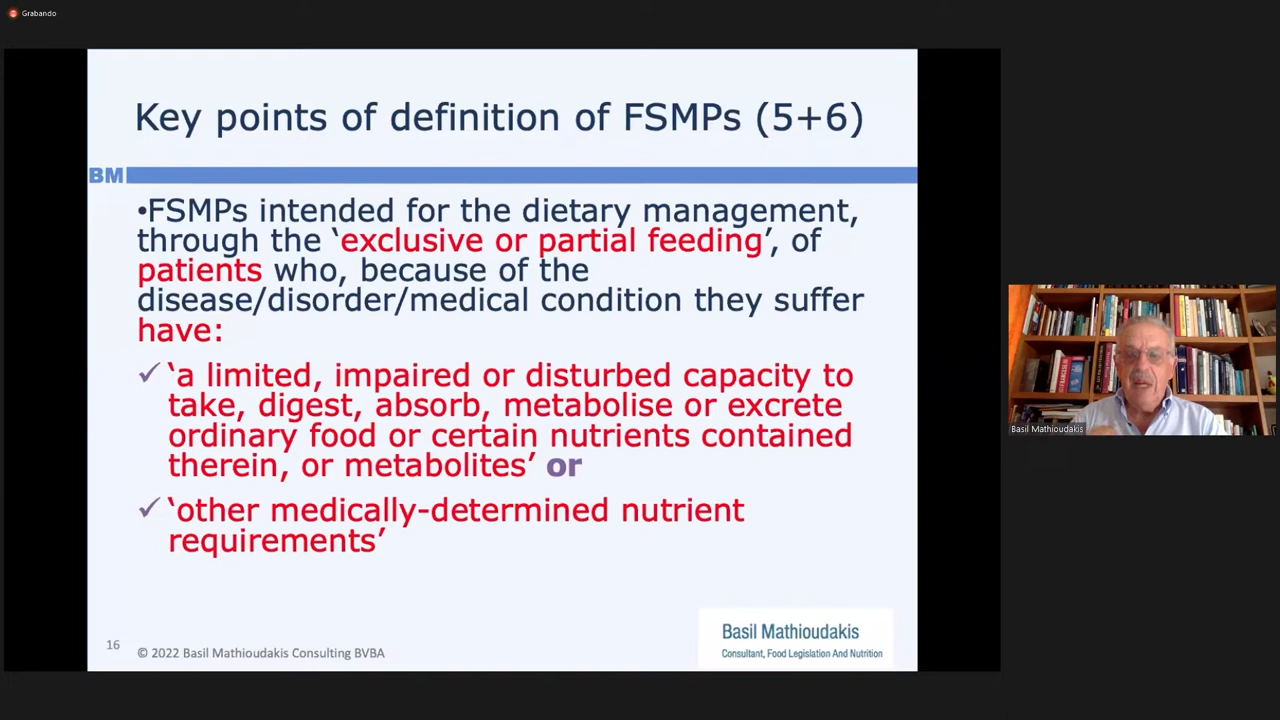 Grabando
Key points of definition of FSMPs (5+6)
BM
•FSMPs intended for the dietary management,
through the ‘exclusive or partial feeding’, of
patients who, because of the
disease/disorder/medical condition they suffer
have:
✓ ‘a limited, impaired or disturbed capacity to
take, digest, absorb, metabolise or excrete
ordinary food or certain nutrients contained
therein, or metabolites’ or
✓ ‘other medically-determined nutrient
requirements’
16
© 2022 Basil Mathioudakis Consulting BVBA
Basil Mathioudakis
Consultant, Food Legislation And Nutrition
Basil Mathioudakis